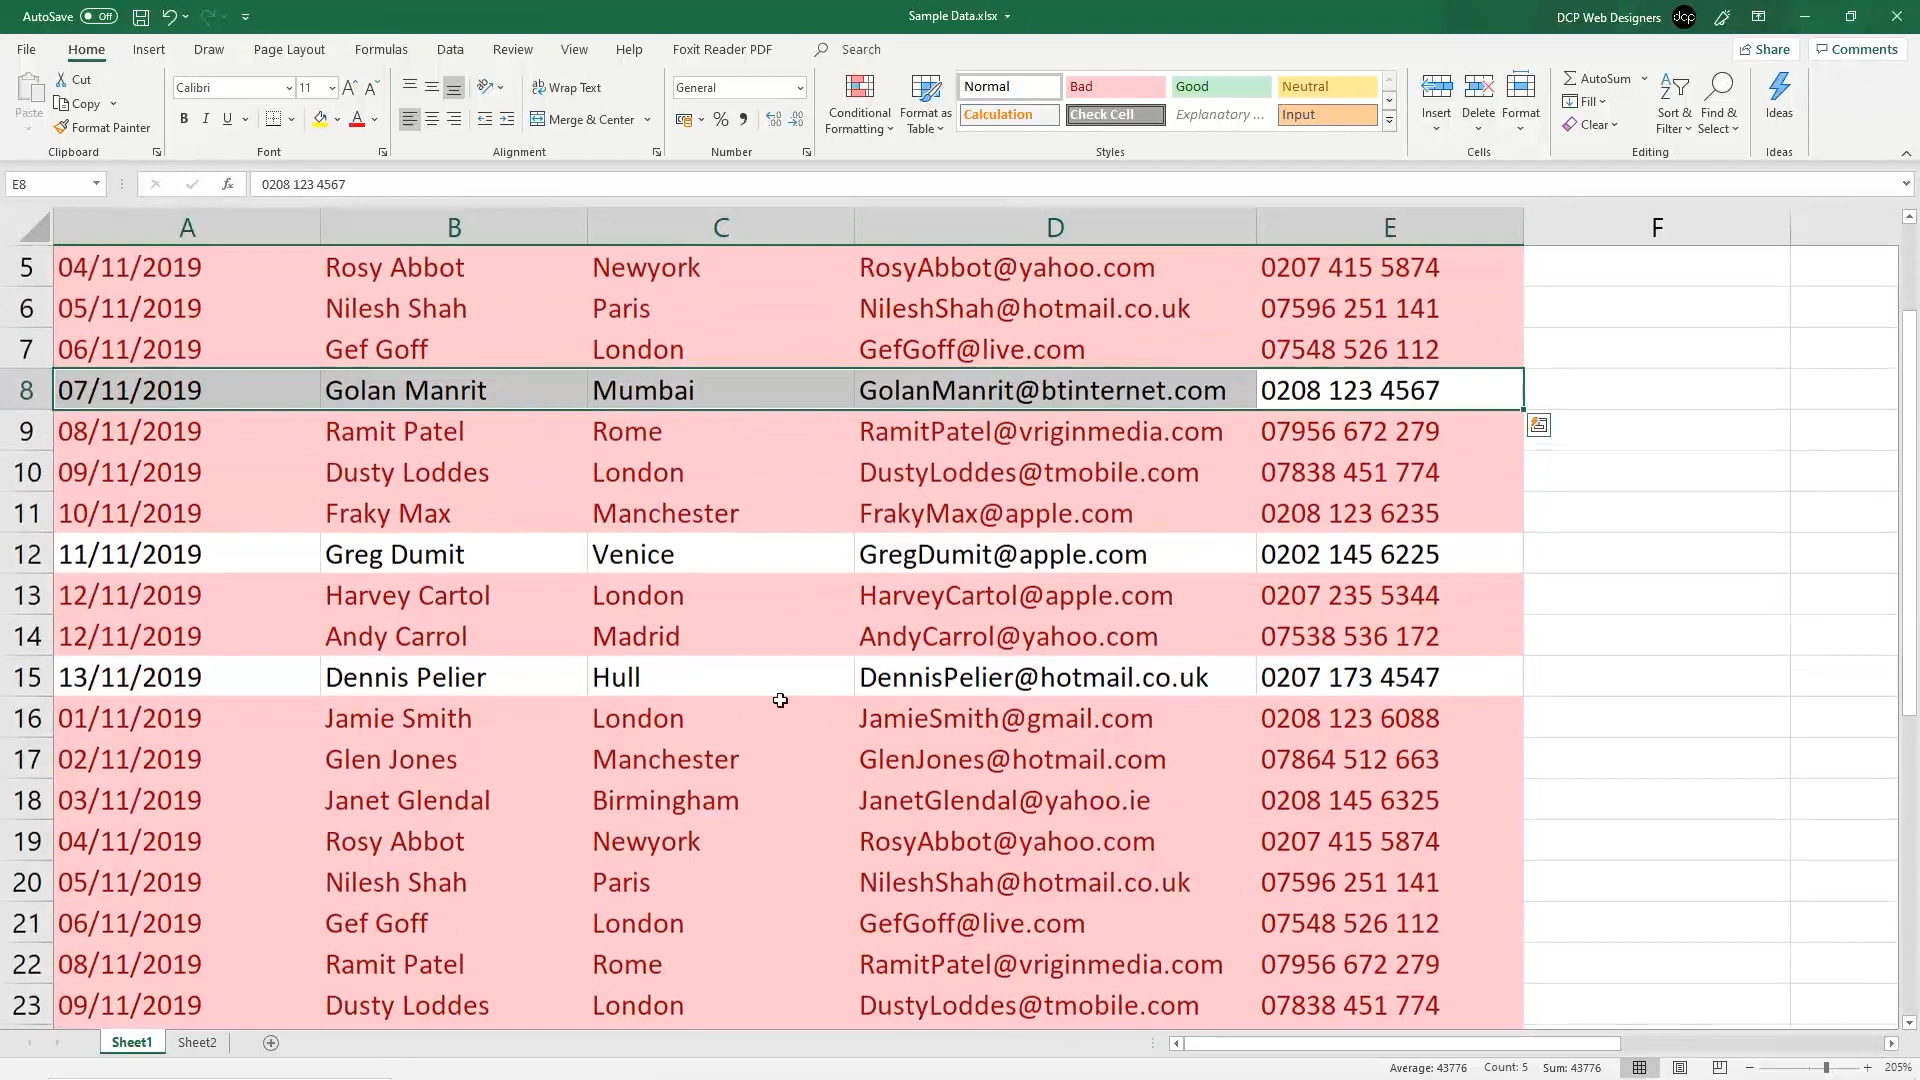 AutoSave Off Sample Data.xlsx DCP Web Designers dcp
File Home Insert Draw Page Layout Formulas Data Review View Help Foxit Reader PDF Search Share Comments
Paste Cut Copy Format Painter Clipboard
Calibri 11 B I U A A A Font
Wrap Text Merge & Center Alignment
General % Number
Conditional Formatting Format as Table
Normal Bad Good Neutral
Calculation Check Cell Explanatory ... Input
Styles
Insert Delete Format Cells
AutoSum Fill Clear Sort & Filter Find & Select Editing
Ideas Ideas
E8 fx 0208 123 4567
A B C D E F
5 04/11/2019 Rosy Abbot Newyork RosyAbbot@yahoo.com 0207 415 5874
6 05/11/2019 Nilesh Shah Paris NileshShah@hotmail.co.uk 07596 251 141
7 06/11/2019 Gef Goff London GefGoff@live.com 07548 526 112
8 07/11/2019 Golan Manrit Mumbai GolanManrit@btinternet.com 0208 123 4567
9 08/11/2019 Ramit Patel Rome RamitPatel@vriginmedia.com 07956 672 279
10 09/11/2019 Dusty Loddes London DustyLoddes@tmobile.com 07838 451 774
11 10/11/2019 Fraky Max Manchester FrakyMax@apple.com 0208 123 6235
12 11/11/2019 Greg Dumit Venice GregDumit@apple.com 0202 145 6225
13 12/11/2019 Harvey Cartol London HarveyCartol@apple.com 0207 235 5344
14 12/11/2019 Andy Carrol Madrid AndyCarrol@yahoo.com 07538 536 172
15 13/11/2019 Dennis Pelier Hull DennisPelier@hotmail.co.uk 0207 173 4547
16 01/11/2019 Jamie Smith London JamieSmith@gmail.com 0208 123 6088
17 02/11/2019 Glen Jones Manchester GlenJones@hotmail.com 07864 512 663
18 03/11/2019 Janet Glendal Birmingham JanetGlendal@yahoo.ie 0208 145 6325
19 04/11/2019 Rosy Abbot Newyork RosyAbbot@yahoo.com 0207 415 5874
20 05/11/2019 Nilesh Shah Paris NileshShah@hotmail.co.uk 07596 251 141
21 06/11/2019 Gef Goff London GefGoff@live.com 07548 526 112
22 08/11/2019 Ramit Patel Rome RamitPatel@vriginmedia.com 07956 672 279
23 09/11/2019 Dusty Loddes London DustyLoddes@tmobile.com 07838 451 774
Sheet1 Sheet2
Average: 43776 Count: 5 Sum: 43776 205%